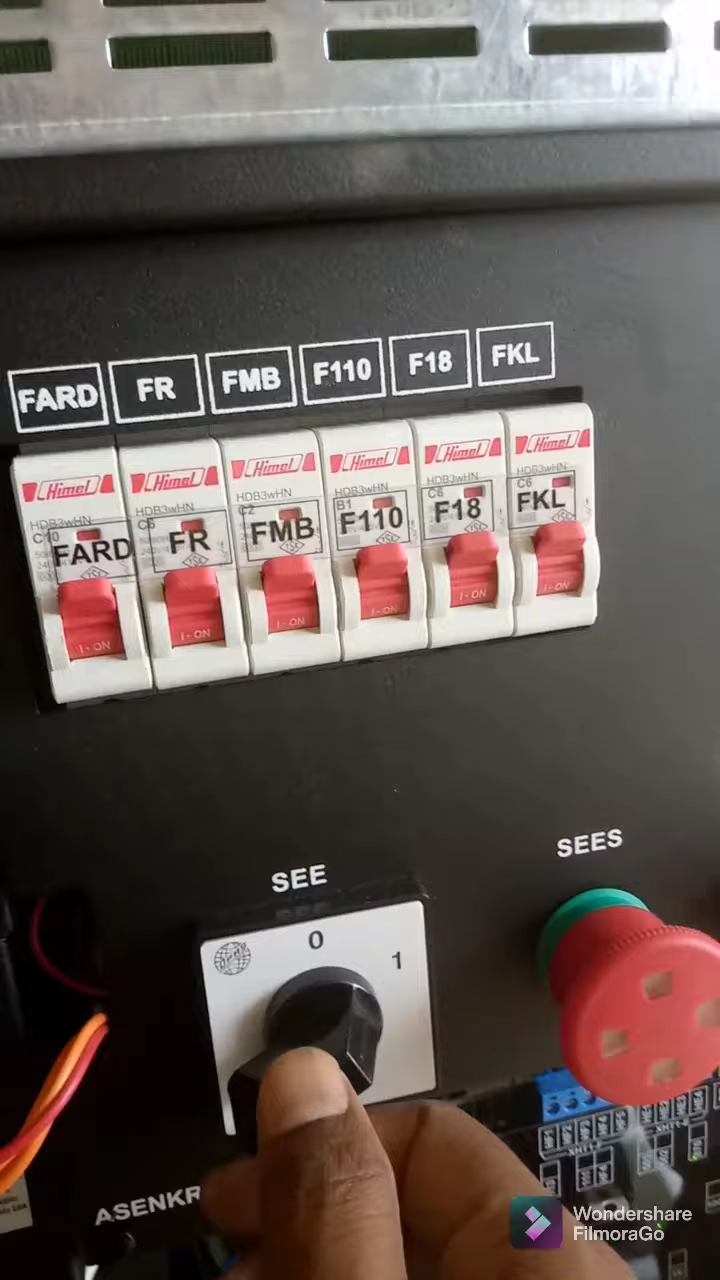 FARD FR FMB F110 F18 FKL
Himel Himel Himel Himel Himel Himel
HDB3wHN HDB3wHN HDB3wHN HDB3wHN HDB3wHN HDB3wHN
C10 C6 C2 B1 C6 C6
FARD FR FMB F110 F18 FKL
I - ON I - ON I - ON I - ON I - ON I - ON
SEES
SEE
0
1
ASENKR
Wondershare
FilmoraGo